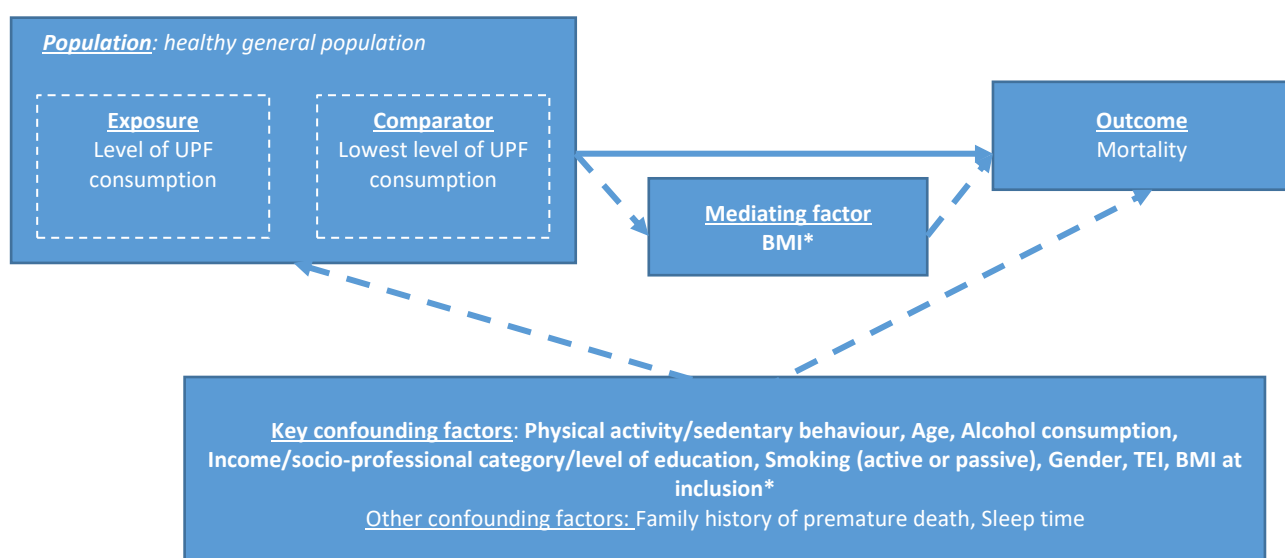 Population: healthy general population
Exposure
Level of UPF
consumption
Comparator
Lowest level of UPF
consumption
Outcome
Mortality
Mediating factor
BMI*
Key confounding factors: Physical activity/sedentary behaviour, Age, Alcohol consumption,
Income/socio-professional category/level of education, Smoking (active or passive), Gender, TEI, BMI at
inclusion*
Other confounding factors: Family history of premature death, Sleep time